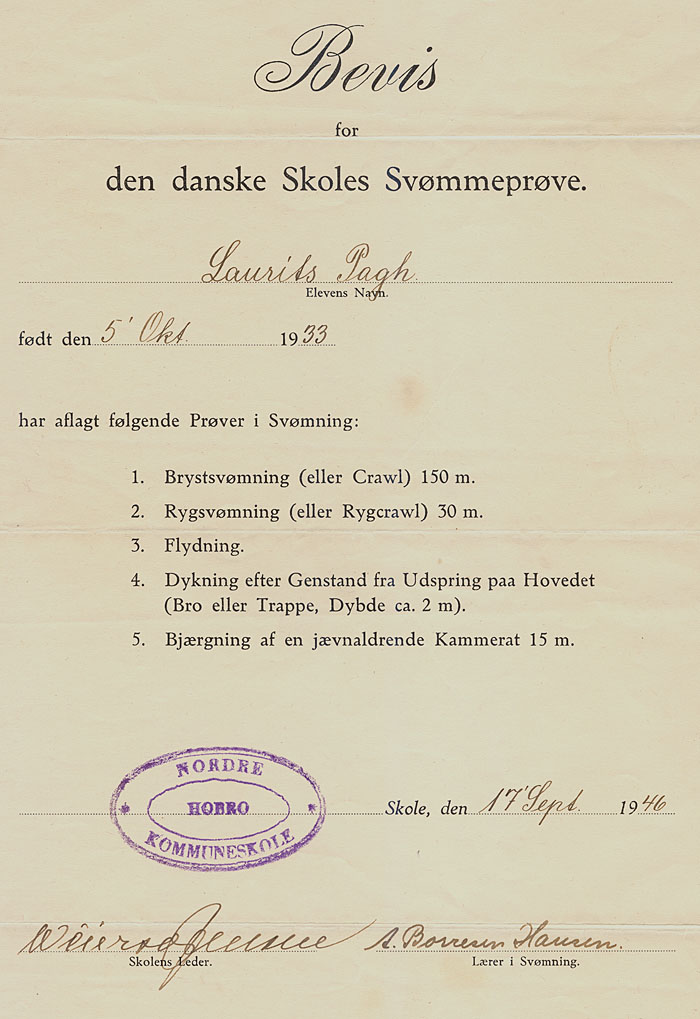 Bevis
for
den danske Skoles Svømmeprøve.
Laurits Pagh.
Elevens Navn.
født den 5' Okt. 1933
har aflagt følgende Prøver i Svømning:
1. Brystsvømning (eller Crawl) 150 m.
2. Rygsvømning (eller Rygcrawl) 30 m.
3. Flydning.
4. Dykning efter Genstand fra Udspring paa Hovedet
(Bro eller Trappe, Dybde ca. 2 m).
5. Bjærgning af en jævnaldrende Kammerat 15 m.
NORDRE
HOBRO
KOMMUNESKOLE
Skole, den 17' Sept. 1946
A. Borresen Hansen.
Skolens Leder. Lærer i Svømning.